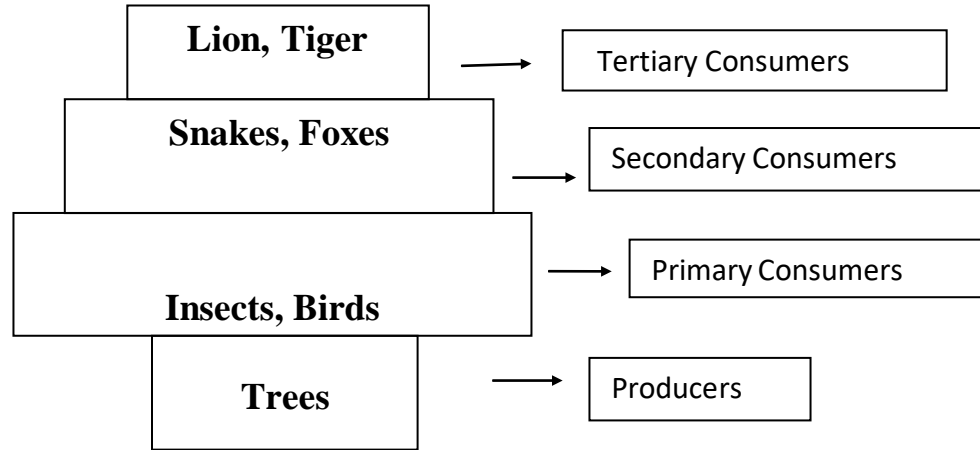 Lion, Tiger
Tertiary Consumers
Snakes, Foxes
Secondary Consumers
Insects, Birds
Primary Consumers
Trees
Producers